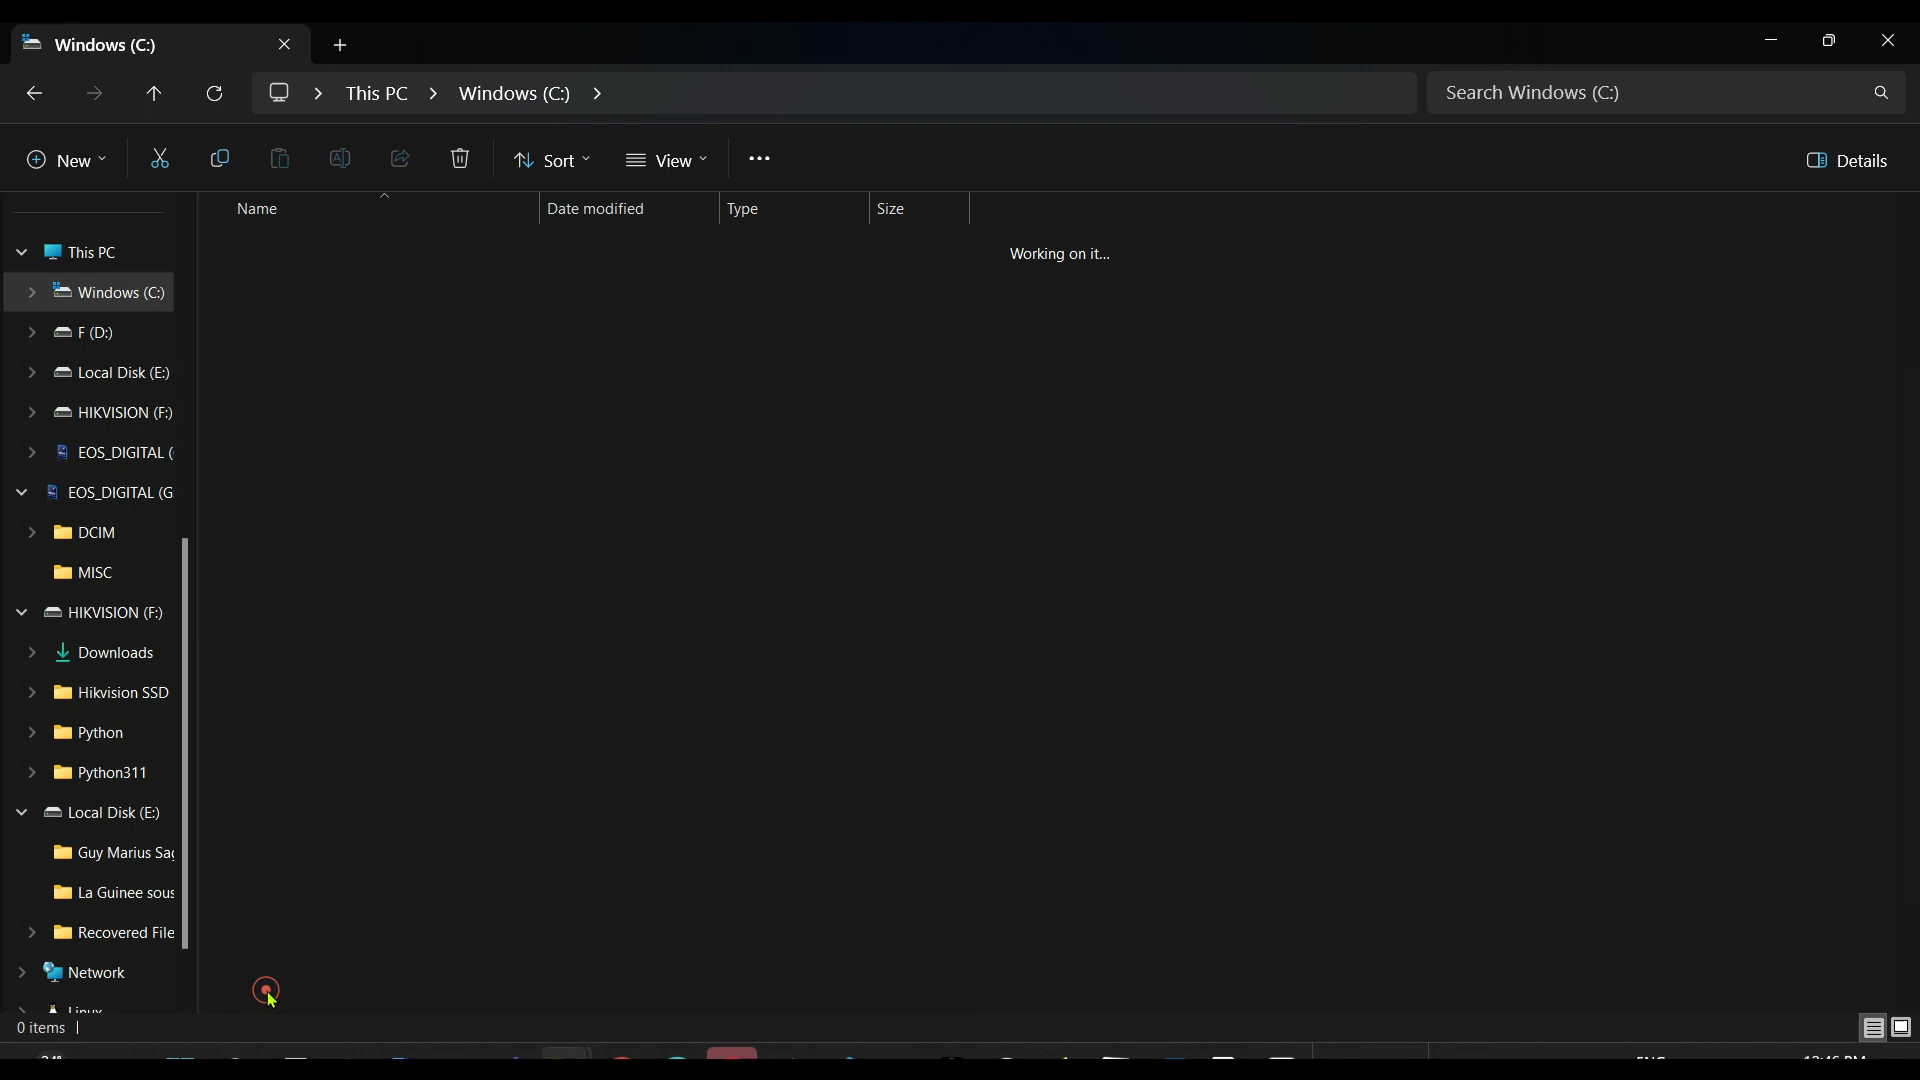 Windows (C:)
This PC
Windows (C:)
Search Windows (C:)
New
Sort
View
Details
Name
Date modified
Type
Size
Working on it...
This PC
Windows (C:)
F (D:)
Local Disk (E:)
HIKVISION (F:)
EOS_DIGITAL (
EOS_DIGITAL (G
DCIM
MISC
HIKVISION (F:)
Downloads
Hikvision SSD
Python
Python311
Local Disk (E:)
Guy Marius Sag
La Guinee sous
Recovered File
Network
Linux
0 items